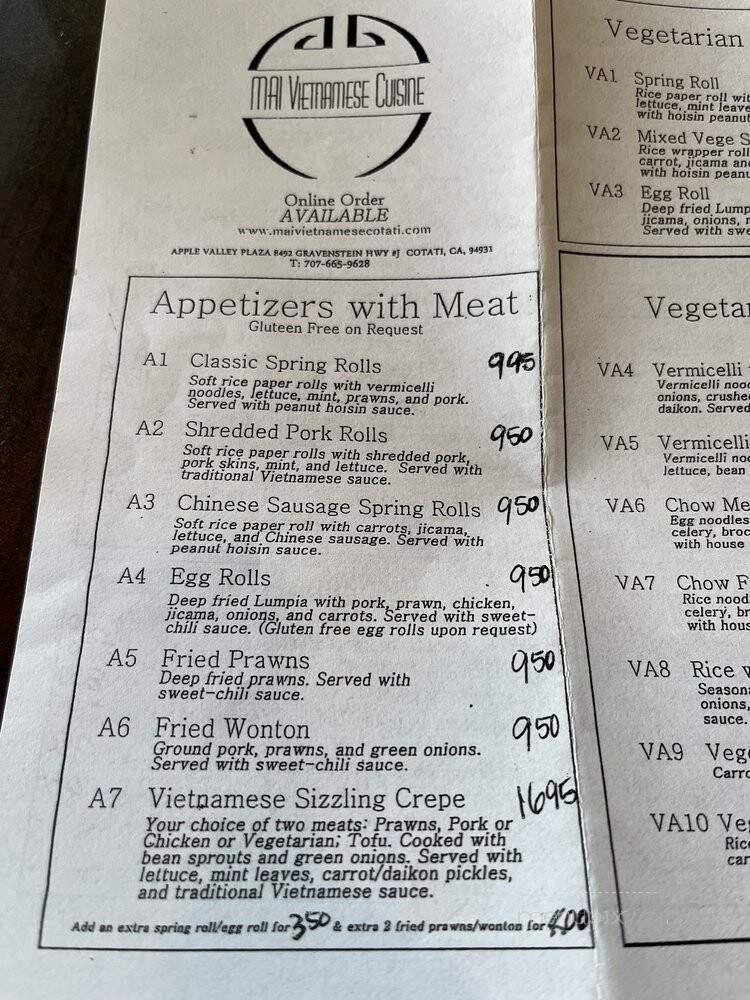 MAI VIETNAMESE CUISINE
Online Order
AVAILABLE
www.maivietnamesecotati.com
APPLE VALLEY PLAZA 8492 GRAVENSTEIN HWY #J COTATI, CA, 94931
T: 707-665-9628
Appetizers with Meat
Gluteen Free on Request
A1 Classic Spring Rolls 995
Soft rice paper rolls with vermicelli
noodles, lettuce, mint, prawns, and pork.
Served with peanut hoisin sauce.
A2 Shredded Pork Rolls 950
Soft rice paper rolls with shredded pork,
pork skins, mint, and lettuce. Served with
traditional Vietnamese sauce.
A3 Chinese Sausage Spring Rolls 950
Soft rice paper roll with carrots, jicama,
lettuce, and Chinese sausage. Served with
peanut hoisin sauce.
A4 Egg Rolls 950
Deep fried Lumpia with pork, prawn, chicken,
jicama, onions, and carrots. Served with sweet-
chili sauce. (Gluten free egg rolls upon request)
A5 Fried Prawns 950
Deep fried prawns. Served with
sweet-chili sauce.
A6 Fried Wonton 950
Ground pork, prawns, and green onions.
Served with sweet-chili sauce.
A7 Vietnamese Sizzling Crepe 1695
Your choice of two meats: Prawns, Pork or
Chicken or Vegetarian; Tofu. Cooked with
bean sprouts and green onions. Served with
lettuce, mint leaves, carrot/daikon pickles,
and traditional Vietnamese sauce.
Add an extra spring roll/egg roll for 350 & extra 2 fried prawns/wonton for 400
Vegetarian
VA1 Spring Roll
Rice paper roll wit
lettuce, mint leave
with hoisin peanut
VA2 Mixed Vege S
Rice wrapper roll
carrot, jicama an
with hoisin peanu
VA3 Egg Roll
Deep fried Lump
jicama, onions,
Served with swe
Vegetar
VA4 Vermicelli
Vermicelli nood
onions, crushe
daikon. Served
VA5 Vermicelli
Vermicelli noo
lettuce, bean
VA6 Chow Me
Egg noodles
celery, broc
with house
VA7 Chow F
Rice nood
celery, br
with hous
VA8 Rice w
Season
onions,
sauce.
VA9 Vege
Carro
VA10 Ve
Rice
car